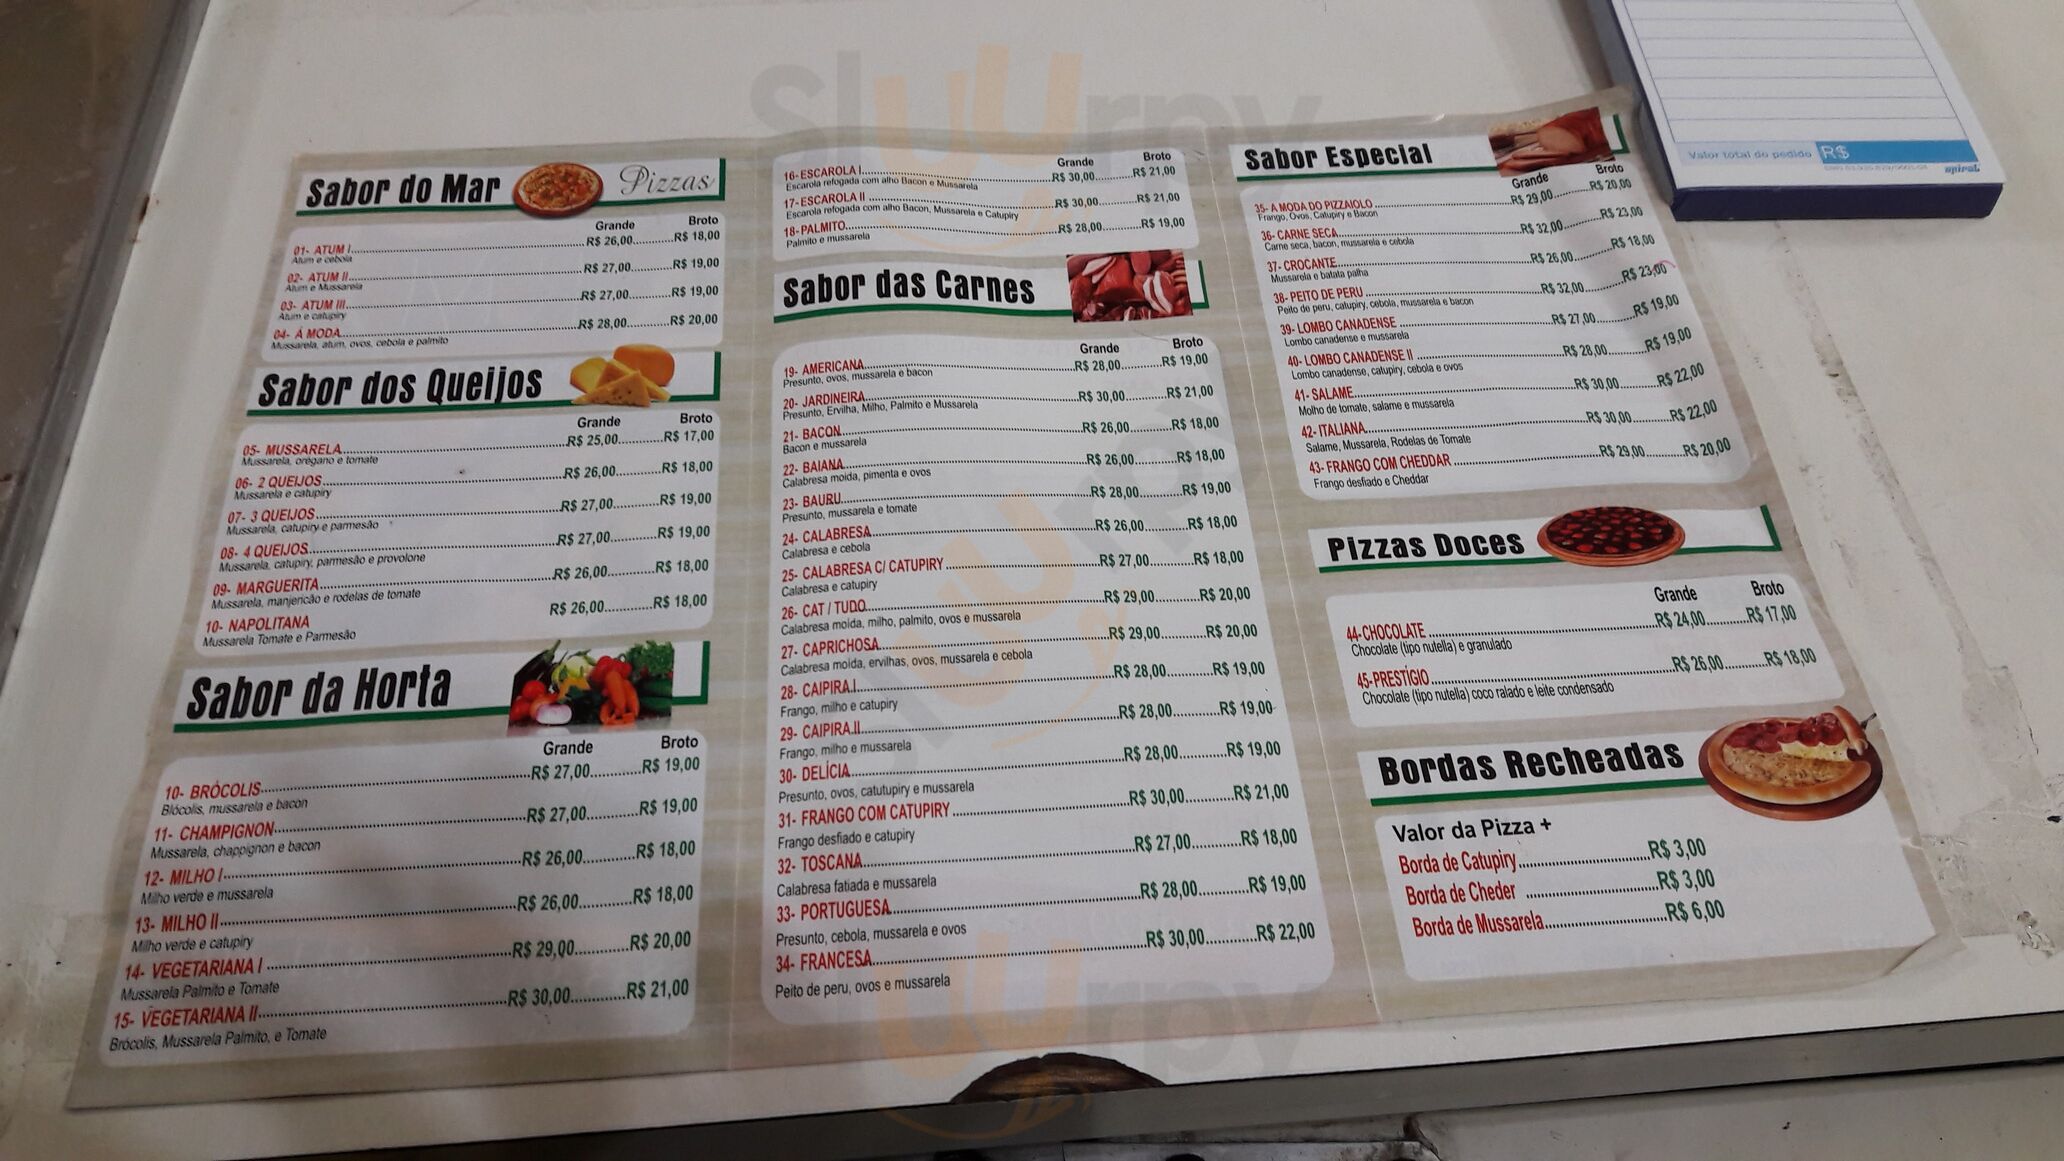 Sabor do Mar
Pizzas
Grande Broto
01- ATUM I R$ 26,00 R$ 18,00
Atum e cebola
02- ATUM II R$ 27,00 R$ 19,00
Atum e Mussarela
03- ATUM III R$ 27,00 R$ 19,00
Atum e catupiry
04- Á MODA R$ 28,00 R$ 20,00
Mussarela, atum, ovos, cebola e palmito
Sabor dos Queijos
Grande Broto
05- MUSSARELA R$ 25,00 R$ 17,00
Mussarela, orégano e tomate
06- 2 QUEIJOS R$ 26,00 R$ 18,00
Mussarela e catupiry
07- 3 QUEIJOS R$ 27,00 R$ 19,00
Mussarela, catupiry e parmesão
08- 4 QUEIJOS R$ 27,00 R$ 19,00
Mussarela, catupiry, parmesão e provolone
09- MARGUERITA R$ 26,00 R$ 18,00
Mussarela, manjericão e rodelas de tomate
10- NAPOLITANA R$ 26,00 R$ 18,00
Mussarela Tomate e Parmesão
Sabor da Horta
Grande Broto
10- BRÓCOLIS R$ 27,00 R$ 19,00
Blócolis, mussarela e bacon
11- CHAMPIGNON R$ 27,00 R$ 19,00
Mussarela, chappignon e bacon
12- MILHO I R$ 26,00 R$ 18,00
Milho verde e mussarela
13- MILHO II R$ 26,00 R$ 18,00
Milho verde e catupiry
14- VEGETARIANA I R$ 29,00 R$ 20,00
Mussarela Palmito e Tomate
15- VEGETARIANA II R$ 30,00 R$ 21,00
Brócolis, Mussarela Palmito, e Tomate
Grande Broto
16- ESCAROLA I R$ 30,00 R$ 21,00
Escarola refogada com alho Bacon e Mussarela
17- ESCAROLA II R$ 30,00 R$ 21,00
Escarola refogada com alho Bacon, Mussarela e Catupiry
18- PALMITO R$ 28,00 R$ 19,00
Palmito e mussarela
Sabor das Carnes
Grande Broto
19- AMERICANA R$ 28,00 R$ 19,00
Presunto, ovos, mussarela e bacon
20- JARDINEIRA R$ 30,00 R$ 21,00
Presunto, Ervilha, Milho, Palmito e Mussarela
21- BACON R$ 26,00 R$ 18,00
Bacon e mussarela
22- BAIANA R$ 26,00 R$ 18,00
Calabresa moida, pimenta e ovos
23- BAURU R$ 28,00 R$ 19,00
Presunto, mussarela e tomate
24- CALABRESA R$ 26,00 R$ 18,00
Calabresa e cebola
25- CALABRESA C/ CATUPIRY R$ 27,00 R$ 18,00
Calabresa e catupiry
26- CAT / TUDO R$ 29,00 R$ 20,00
Calabresa moída, milho, palmito, ovos e mussarela
27- CAPRICHOSA R$ 29,00 R$ 20,00
Calabresa moida, ervilhas, ovos, mussarela e cebola
28- CAIPIRA I R$ 28,00 R$ 19,00
Frango, milho e catupiry
29- CAIPIRA II R$ 28,00 R$ 19,00
Frango, milho e mussarela
30- DELÍCIA R$ 28,00 R$ 19,00
Presunto, ovos, catutupiry e mussarela
31- FRANGO COM CATUPIRY R$ 30,00 R$ 21,00
Frango desfiado e catupiry
32- TOSCANA R$ 27,00 R$ 18,00
Calabresa fatiada e mussarela
33- PORTUGUESA R$ 28,00 R$ 19,00
Presunto, cebola, mussarela e ovos
34- FRANCESA R$ 30,00 R$ 22,00
Peito de peru, ovos e mussarela
Sabor Especial
Grande Broto
35- A MODA DO PIZZAIOLO R$ 29,00 R$ 20,00
Frango, Ovos, Catupiry e Bacon
36- CARNE SECA R$ 32,00 R$ 23,00
Carne seca, bacon, mussarela e cebola
37- CROCANTE R$ 26,00 R$ 18,00
Mussarela e batata palha
38- PEITO DE PERU R$ 32,00 R$ 23,00
Peito de peru, catupiry, cebola, mussarela e bacon
39- LOMBO CANADENSE R$ 27,00 R$ 19,00
Lombo canadense e mussarela
40- LOMBO CANADENSE II R$ 28,00 R$ 19,00
Lombo canadense, catupiry, cebola e ovos
41- SALAME R$ 30,00 R$ 22,00
Molho de tomate, salame e mussarela
42- ITALIANA R$ 30,00 R$ 22,00
Salame, Mussarela, Rodelas de Tomate
43- FRANGO COM CHEDDAR R$ 29,00 R$ 20,00
Frango desfiado e Cheddar
Pizzas Doces
Grande Broto
44- CHOCOLATE R$ 24,00 R$ 17,00
Chocolate (tipo nutella) e granulado
45- PRESTÍGIO R$ 26,00 R$ 18,00
Chocolate (tipo nutella) coco ralado e leite condensado
Bordas Recheadas
Valor da Pizza +
Borda de Catupiry R$ 3,00
Borda de Cheder R$ 3,00
Borda de Mussarela R$ 6,00
Valor total do pedido R$
spiral
sluurpy
sluurpy
sluurpy